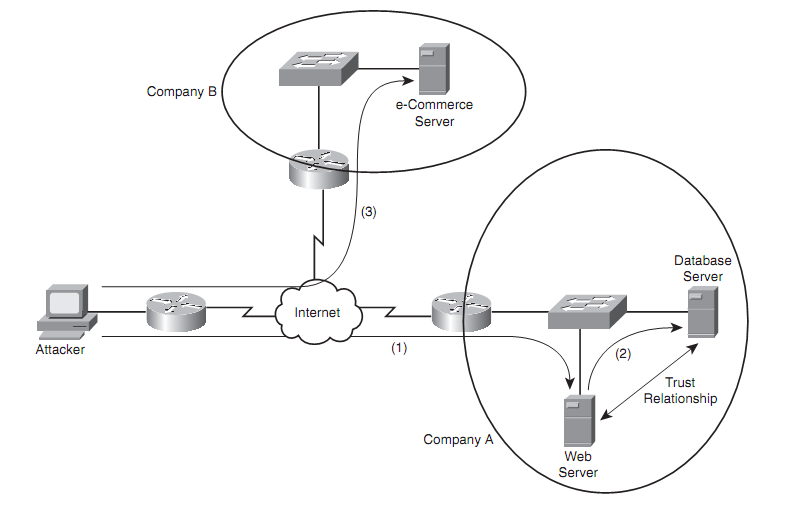 Company B
e-Commerce
Server
(3)
Database
Server
Internet
Attacker
(1)
(2)
Trust
Relationship
Company A
Web
Server